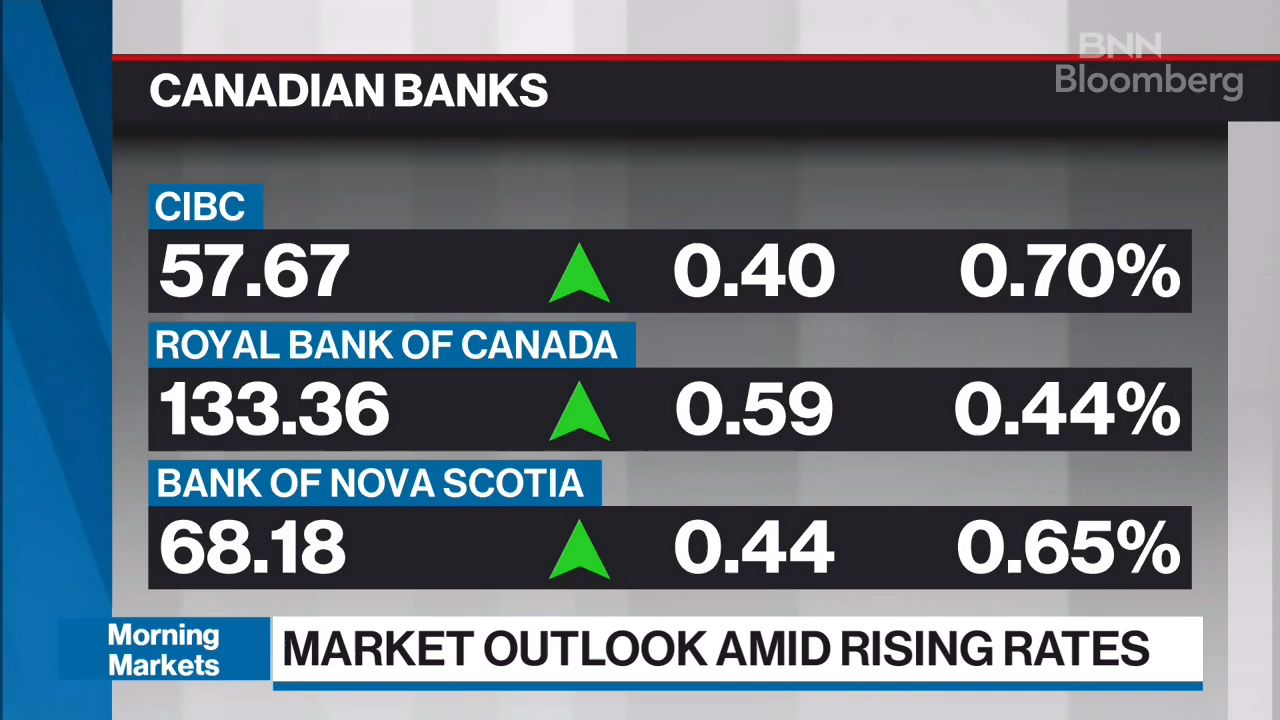 BNN
Bloomberg
CANADIAN BANKS
CIBC
57.67 0.40 0.70%
ROYAL BANK OF CANADA
133.36 0.59 0.44%
BANK OF NOVA SCOTIA
68.18 0.44 0.65%
Morning
Markets
MARKET OUTLOOK AMID RISING RATES